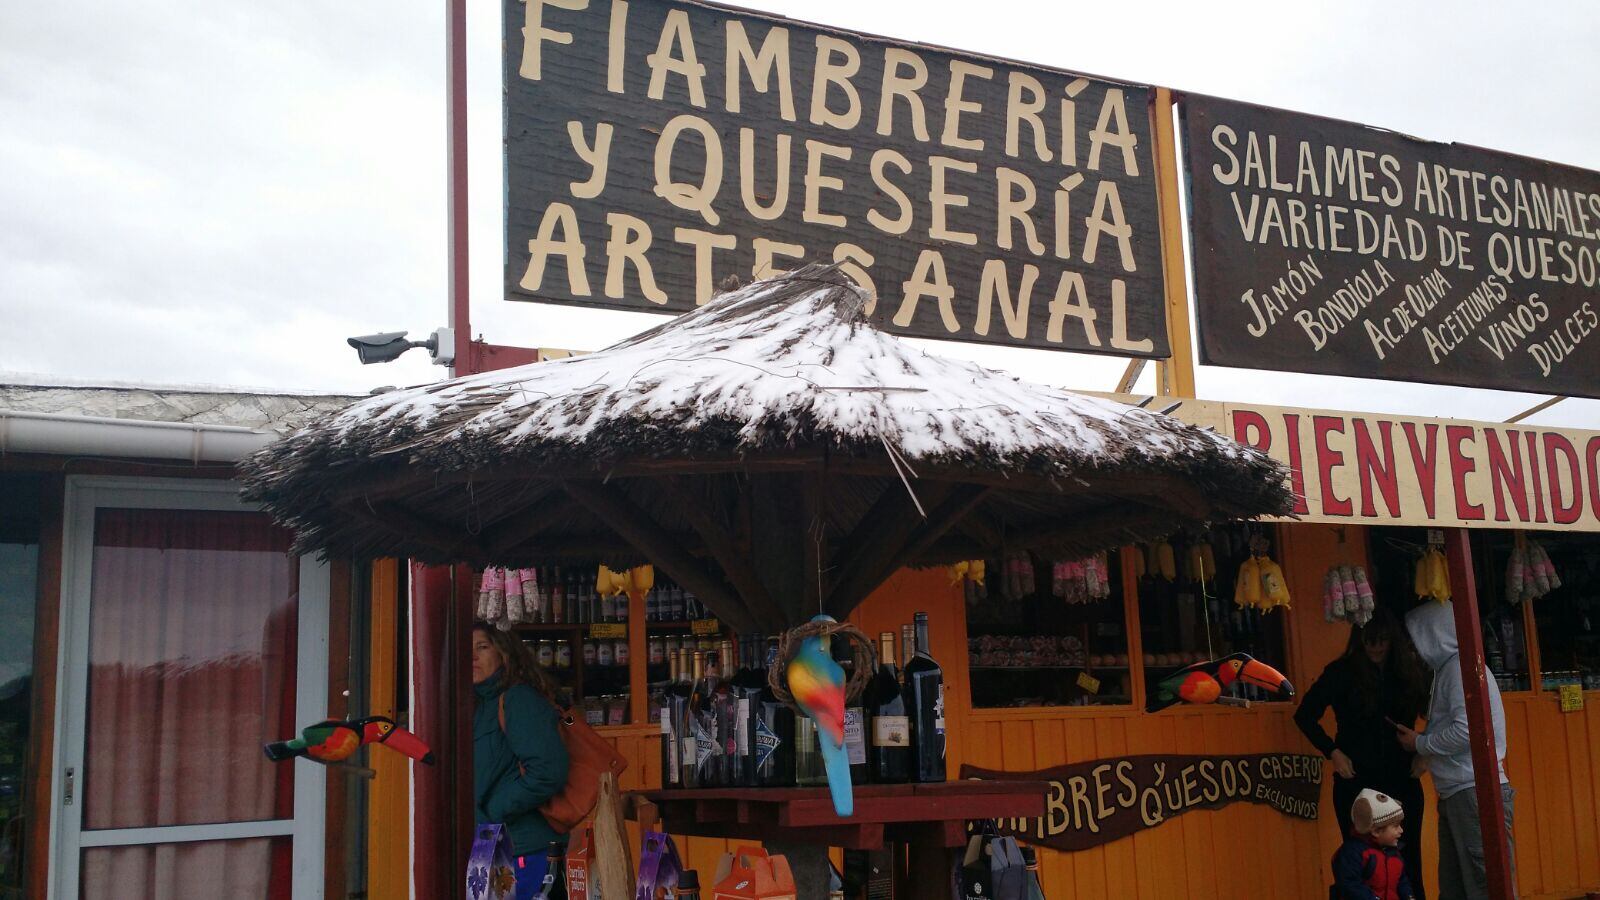 FIAMBRERÍA
y QUESERÍA
ARTESANAL
SALAMES ARTESANALES
VARIEDAD DE QUESOS
JAMÓN
BONDIOLA
AC. DE OLIVA
ACEITUNAS
VINOS
DULCES
BIENVENIDO
AMBRES Y QUESOS CASEROS
EXCLUSIVOS